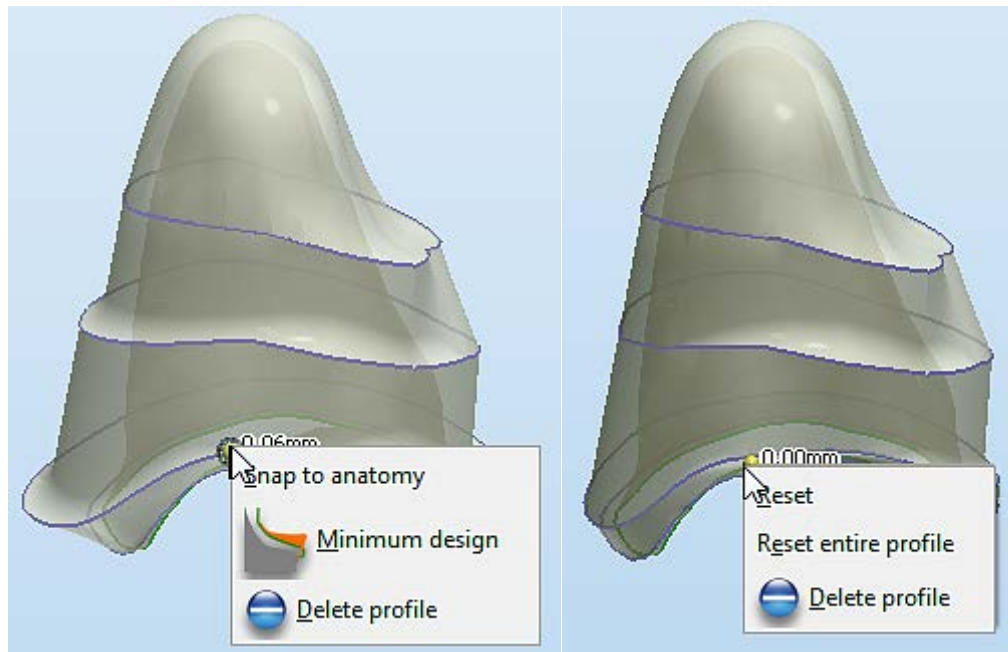 0.06mm
Snap to anatomy
Minimum design
Delete profile
0.00mm
Reset
Reset entire profile
Delete profile